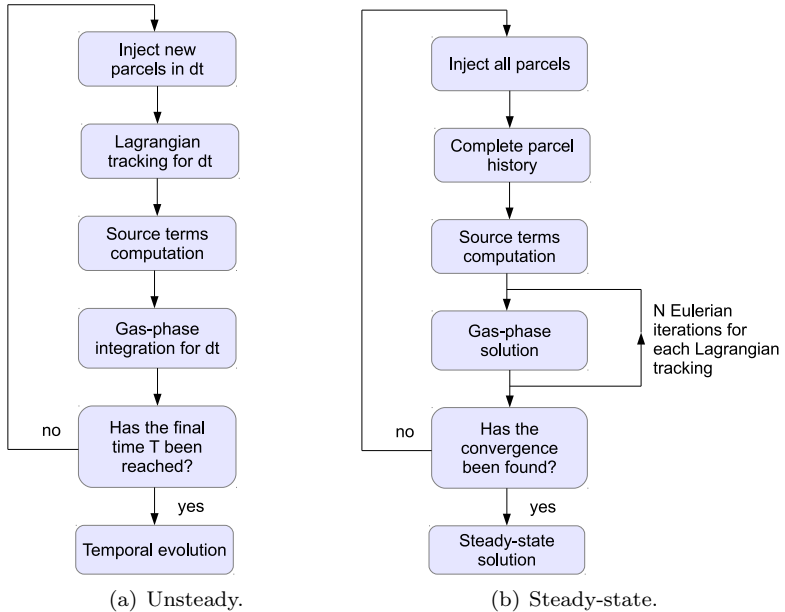 Inject new
parcels in dt
Lagrangian
tracking for dt
Source terms
computation
Gas-phase
integration for dt
Has the final
time T been
reached?
no
yes
Temporal evolution
(a) Unsteady.
Inject all parcels
Complete parcel
history
Source terms
computation
Gas-phase
solution
N Eulerian
iterations for
each Lagrangian
tracking
Has the
convergence
been found?
no
yes
Steady-state
solution
(b) Steady-state.